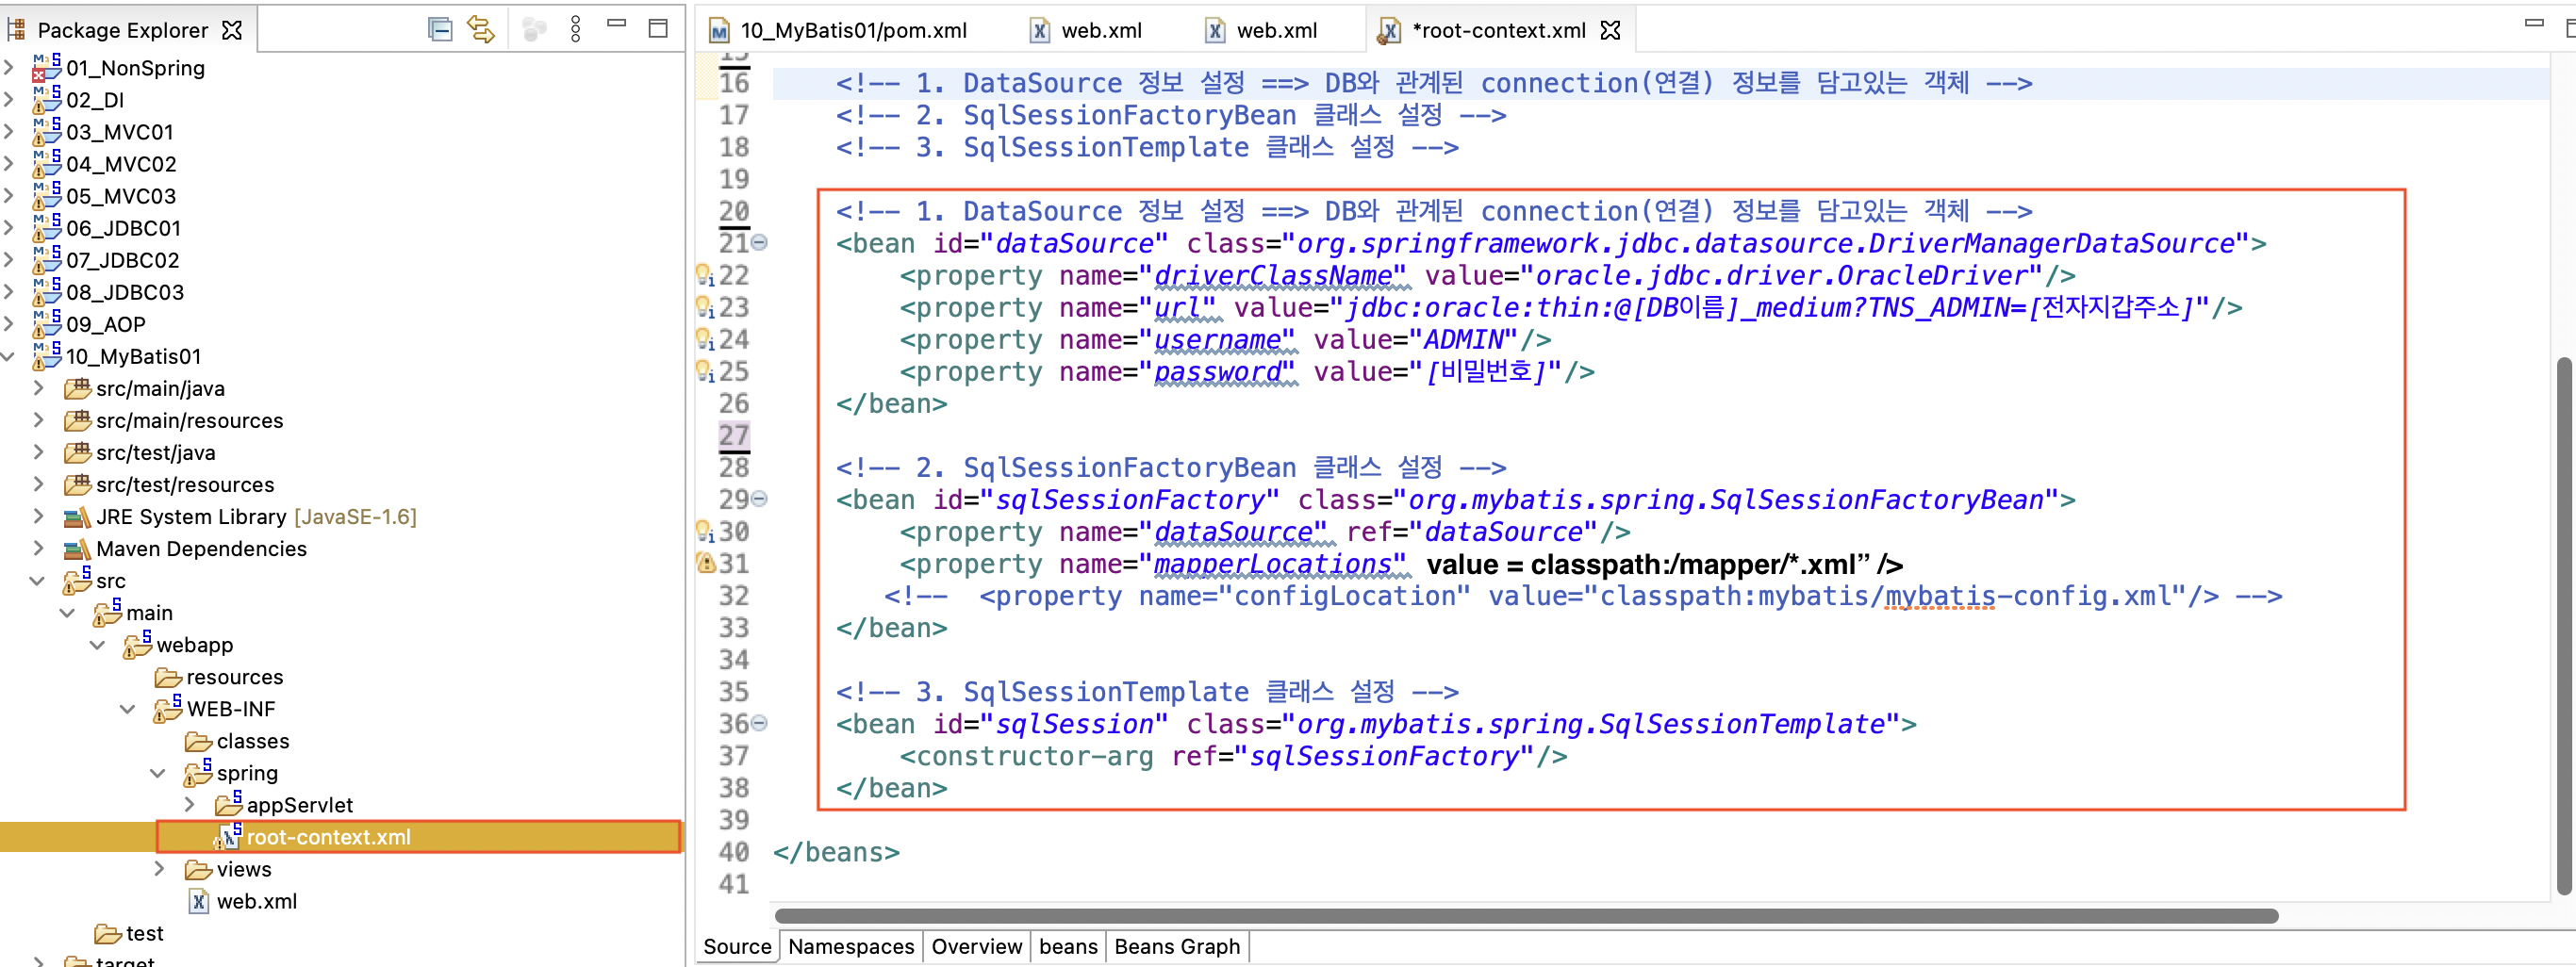 Package Explorer
01_NonSpring
02_DI
03_MVC01
04_MVC02
05_MVC03
06_JDBC01
07_JDBC02
08_JDBC03
09_AOP
10_MyBatis01
src/main/java
src/main/resources
src/test/java
src/test/resources
JRE System Library [JavaSE-1.6]
Maven Dependencies
src
main
webapp
resources
WEB-INF
classes
spring
appServlet
root-context.xml
views
web.xml
test
target
10_MyBatis01/pom.xml
web.xml
web.xml
*root-context.xml
15
16 <!-- 1. DataSource 정보 설정 ==> DB와 관계된 connection(연결) 정보를 담고있는 객체 -->
17 <!-- 2. SqlSessionFactoryBean 클래스 설정 -->
18 <!-- 3. SqlSessionTemplate 클래스 설정 -->
19
20 <!-- 1. DataSource 정보 설정 ==> DB와 관계된 connection(연결) 정보를 담고있는 객체 -->
21 <bean id="dataSource" class="org.springframework.jdbc.datasource.DriverManagerDataSource">
22 <property name="driverClassName" value="oracle.jdbc.driver.OracleDriver"/>
23 <property name="url" value="jdbc:oracle:thin:@[DB이름]_medium?TNS_ADMIN=[전자지갑주소]"/>
24 <property name="username" value="ADMIN"/>
25 <property name="password" value="[비밀번호]"/>
26 </bean>
27
28 <!-- 2. SqlSessionFactoryBean 클래스 설정 -->
29 <bean id="sqlSessionFactory" class="org.mybatis.spring.SqlSessionFactoryBean">
30 <property name="dataSource" ref="dataSource"/>
31 <property name="mapperLocations" value = classpath:/mapper/*.xml” />
32 <!-- <property name="configLocation" value="classpath:mybatis/mybatis-config.xml"/> -->
33 </bean>
34
35 <!-- 3. SqlSessionTemplate 클래스 설정 -->
36 <bean id="sqlSession" class="org.mybatis.spring.SqlSessionTemplate">
37 <constructor-arg ref="sqlSessionFactory"/>
38 </bean>
39
40 </beans>
41
Source Namespaces Overview beans Beans Graph